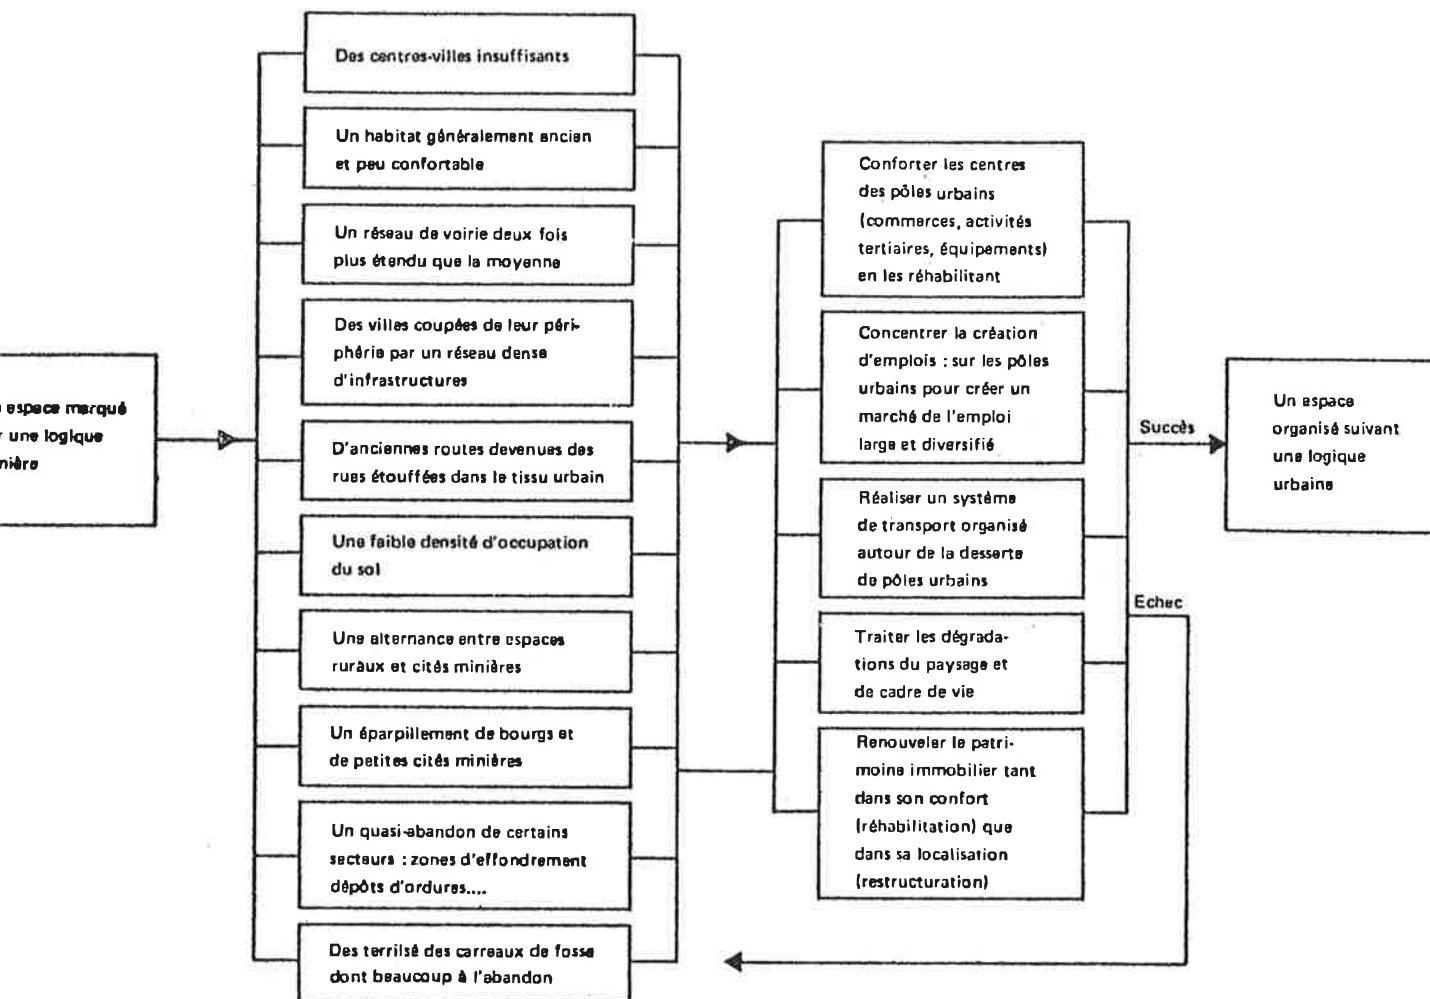 espace marqué
une logique
Des centres-villes insuffisants
Un habitat généralement ancien
et peu confortable
Un réseau de voirie deux fois
plus étendu que la moyenne
Des villes coupées de leur péri-
phérie par un réseau dense
d'infrastructures
D'anciennes routes devenues des
rues étouffées dans le tissu urbain
Une faible densité d'occupation
du sol
Une alternance entre espaces
ruraux et cités minières
Un éparpillement de bourgs et
de petites cités minières
Un quasi-abandon de certains
secteurs : zones d'effondrement
dépôts d'ordures....
Des terrilsé des carreaux de fosse
dont beaucoup à l'abandon
Conforter les centres
des pôles urbains
(commerces, activités
tertiaires, équipements)
en les réhabilitant
Concentrer la création
d'emplois : sur les pôles
urbains pour créer un
marché de l'emploi
large et diversifié
Réaliser un système
de transport organisé
autour de la desserte
de pôles urbains
Traiter les dégrada-
tions du paysage et
de cadre de vie
Renouveler le patri-
moine immobilier tant
dans son confort
(réhabilitation) que
dans sa localisation
(restructuration)
Succès
Echec
Un espace
organisé suivant
une logique
urbaine